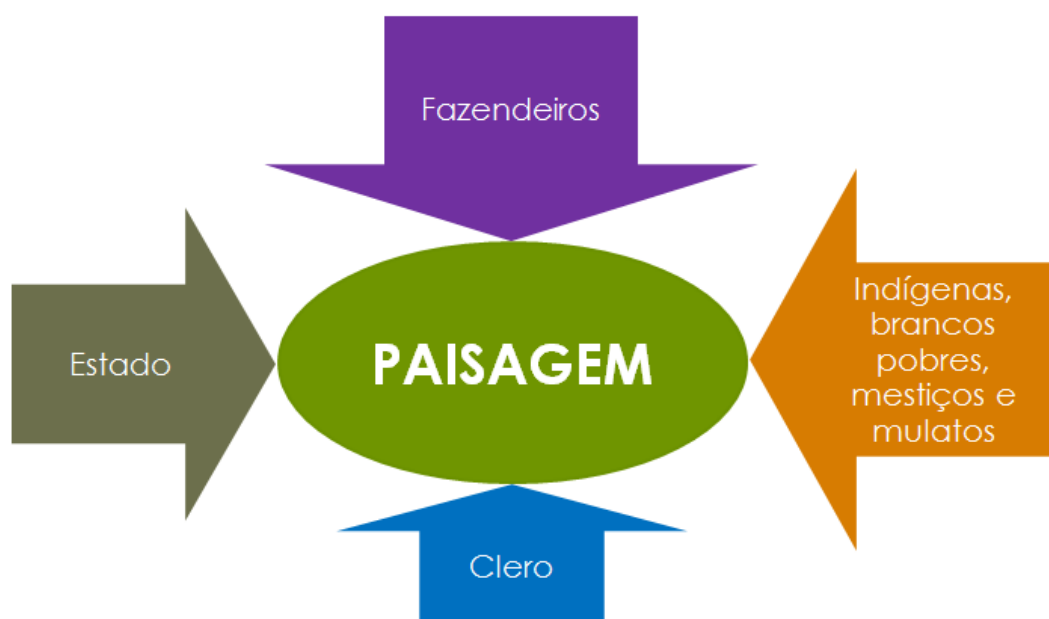 Fazendeiros
Estado
PAISAGEM
Indígenas,
brancos
pobres,
mestiços e
mulatos
Clero